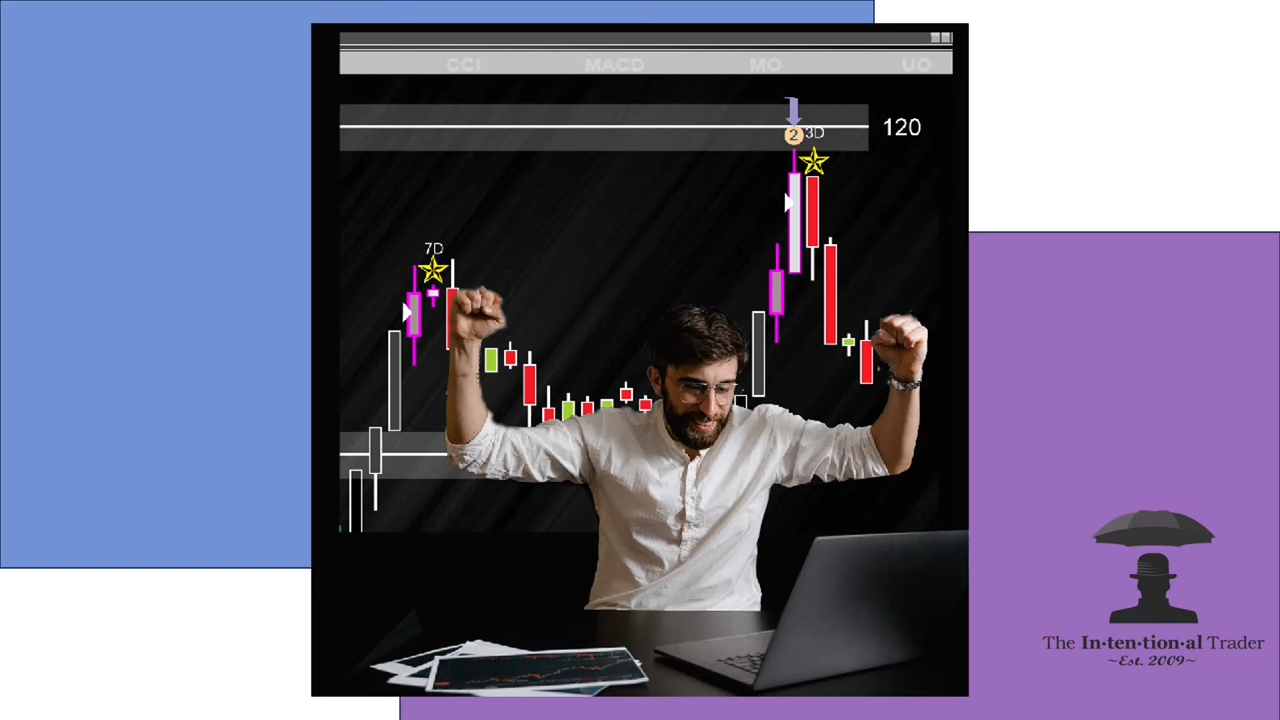 CCI MACD MO UO
120
2 3D
7D
The In·ten·tion·al Trader
~Est. 2009~